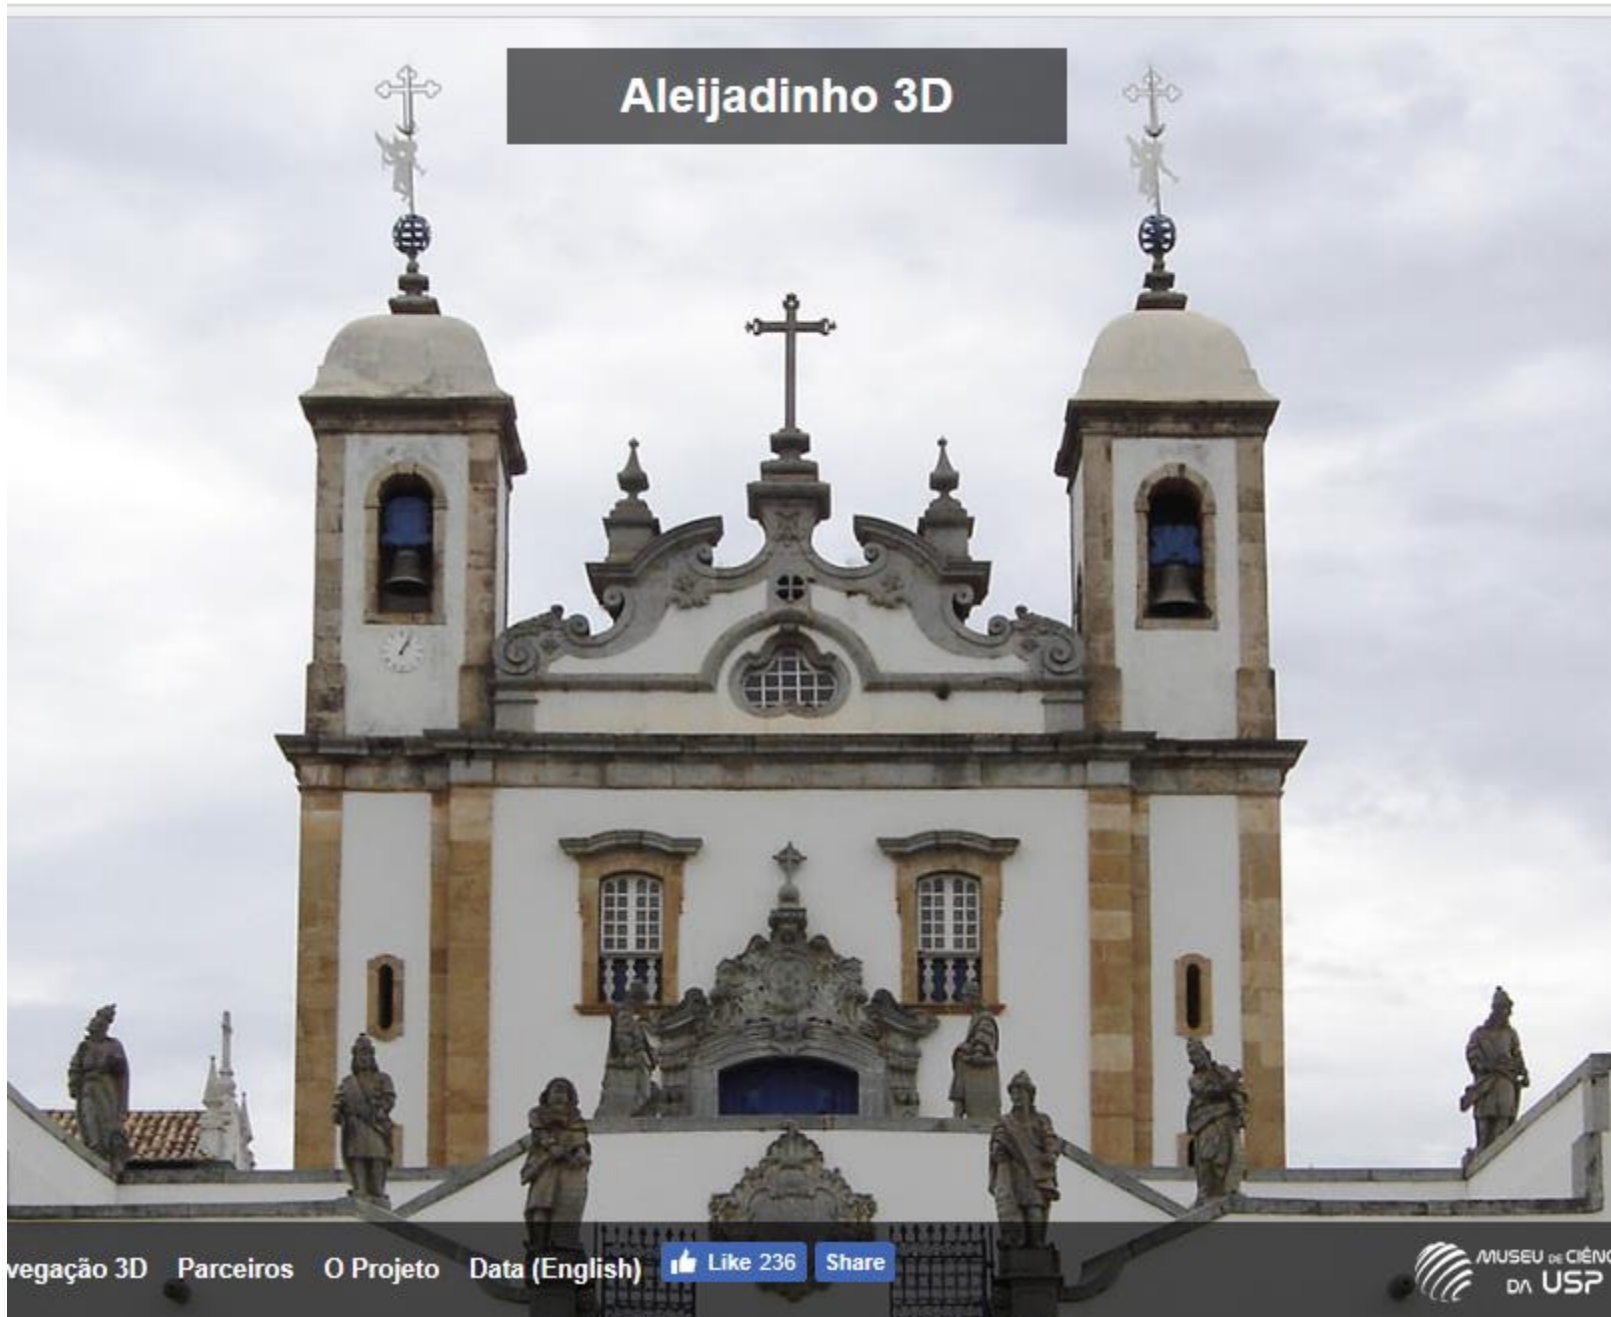 Aleijadinho 3D
vegação 3D Parceiros O Projeto Data (English) Like 236 Share
MUSEU DE CIÊNC
DA USP